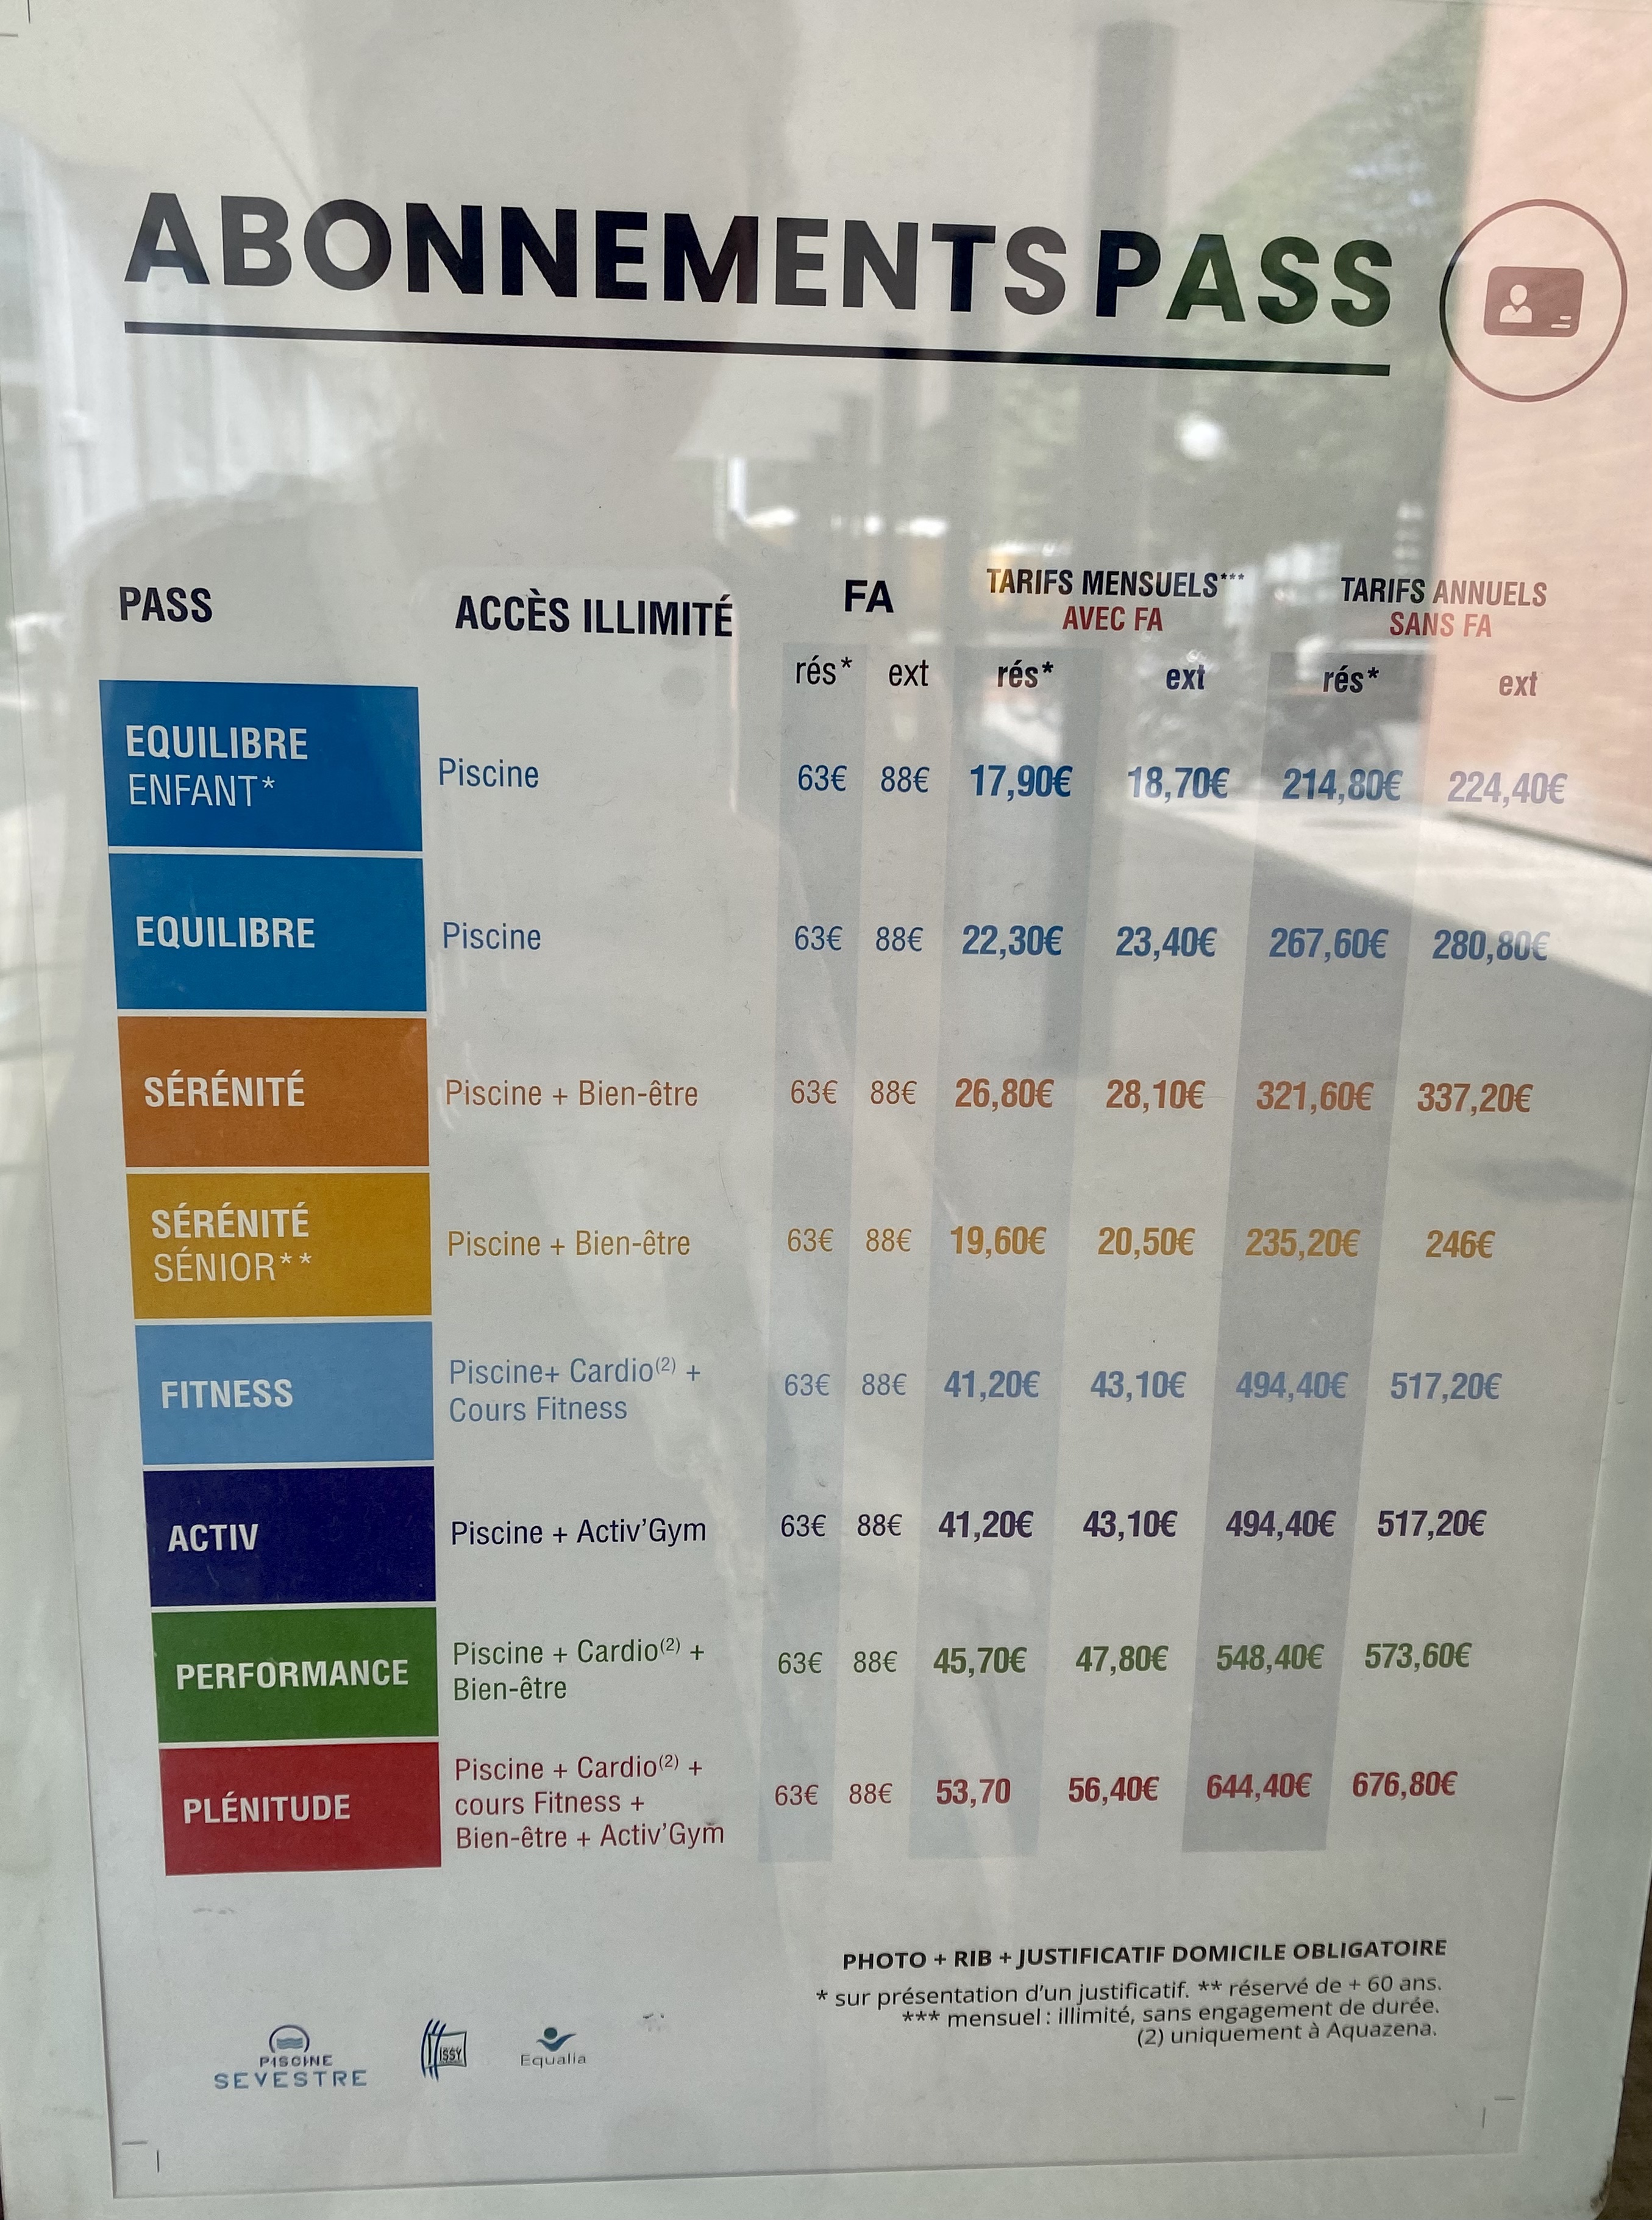 ABONNEMENTS PASS
PASS ACCÈS ILLIMITÉ FA TARIFS MENSUELS*** TARIFS ANNUELS
AVEC FA SANS FA
rés* ext rés* ext rés* ext
EQUILIBRE
ENFANT*
Piscine 63€ 88€ 17,90€ 18,70€ 214,80€ 224,40€
EQUILIBRE Piscine 63€ 88€ 22,30€ 23,40€ 267,60€ 280,80€
SÉRÉNITÉ Piscine + Bien-être 63€ 88€ 26,80€ 28,10€ 321,60€ 337,20€
SÉRÉNITÉ
SÉNIOR**
Piscine + Bien-être 63€ 88€ 19,60€ 20,50€ 235,20€ 246€
FITNESS
Piscine+ Cardio(2) +
Cours Fitness
63€ 88€ 41,20€ 43,10€ 494,40€ 517,20€
ACTIV Piscine + Activ'Gym 63€ 88€ 41,20€ 43,10€ 494,40€ 517,20€
PERFORMANCE
Piscine + Cardio(2) +
Bien-être
63€ 88€ 45,70€ 47,80€ 548,40€ 573,60€
PLÉNITUDE
Piscine + Cardio(2) +
cours Fitness +
Bien-être + Activ'Gym
63€ 88€ 53,70 56,40€ 644,40€ 676,80€
PHOTO + RIB + JUSTIFICATIF DOMICILE OBLIGATOIRE
* sur présentation d'un justificatif. ** réservé de + 60 ans.
*** mensuel : illimité, sans engagement de durée.
(2) uniquement à Aquazena.
PISCINE
SEVESTRE
ISSY
Equalia